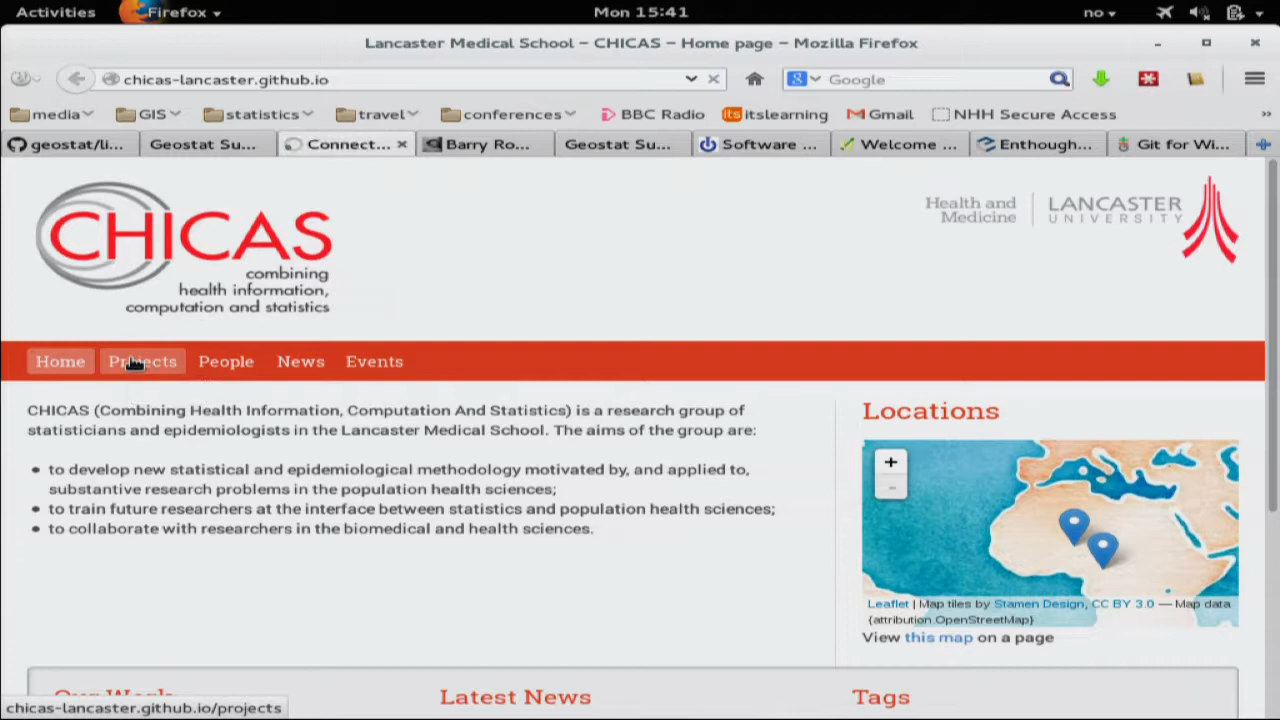 Activities Firefox Mon 15:41 no
Lancaster Medical School – CHICAS – Home page – Mozilla Firefox
chicas-lancaster.github.io Google
media GIS statistics travel conferences BBC Radio its itslearning Gmail NHH Secure Access »
geostat/li... Geostat Su... Connect... Barry Ro... Geostat Su... Software ... Welcome ... Enthough... Git for Wi...
CHICAS
combining
health information,
computation and statistics
Health and
Medicine
LANCASTER
UNIVERSITY
Home Projects People News Events
CHICAS (Combining Health Information, Computation And Statistics) is a research group of
statisticians and epidemiologists in the Lancaster Medical School. The aims of the group are:
• to develop new statistical and epidemiological methodology motivated by, and applied to,
substantive research problems in the population health sciences;
• to train future researchers at the interface between statistics and population health sciences;
• to collaborate with researchers in the biomedical and health sciences.
Locations
+
-
Leaflet | Map tiles by Stamen Design, CC BY 3.0 — Map data
{attribution.OpenStreetMap}
View this map on a page
Our Work Latest News Tags
chicas-lancaster.github.io/projects